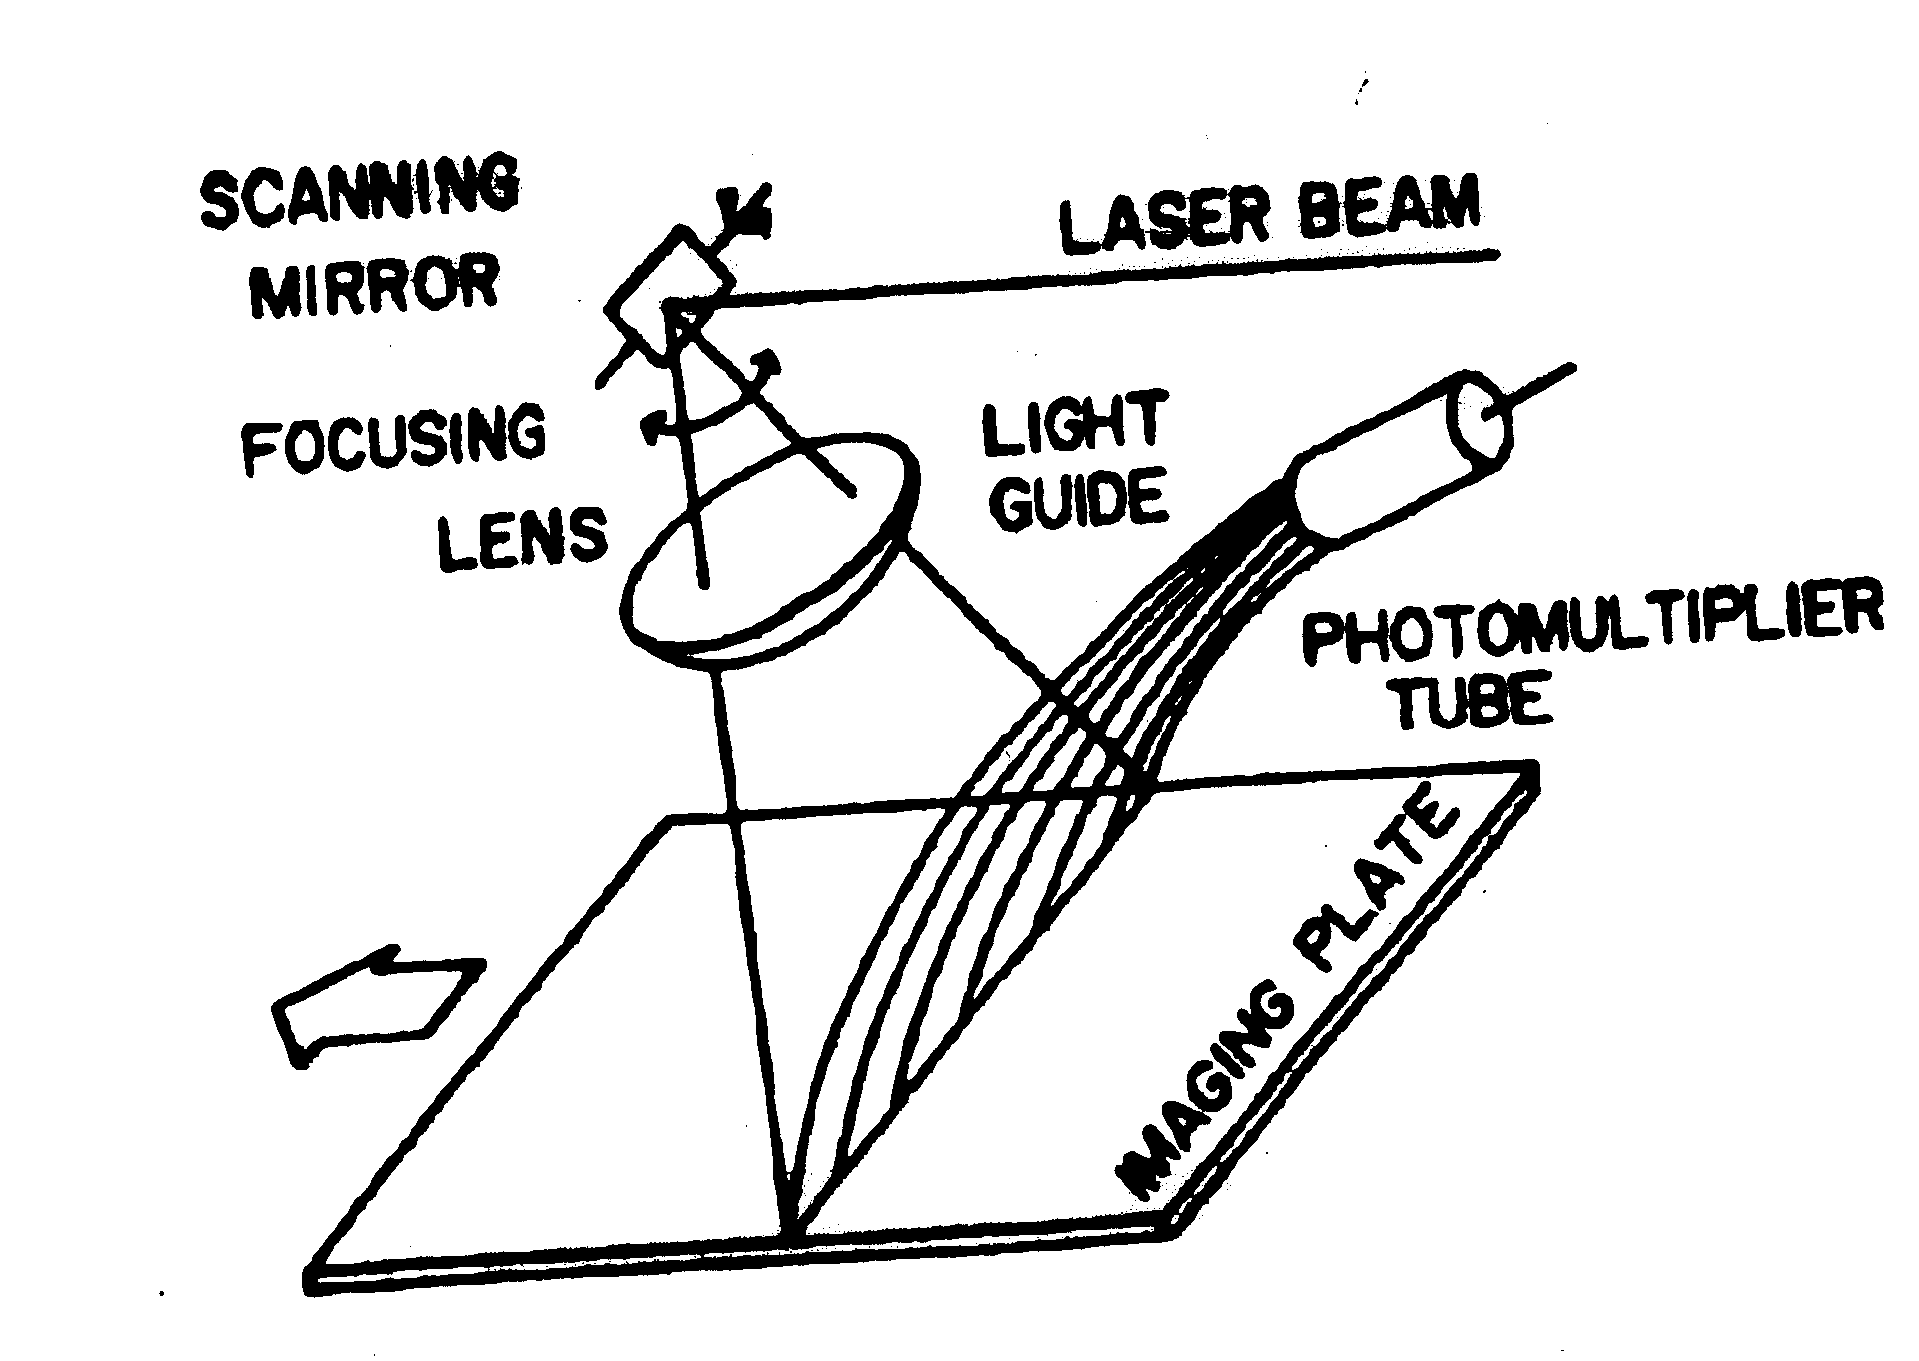 SCANNING
MIRROR
LASER BEAM
FOCUSING
LENS
LIGHT
GUIDE
PHOTOMULTIPLIER
TUBE
IMAGING PLATE